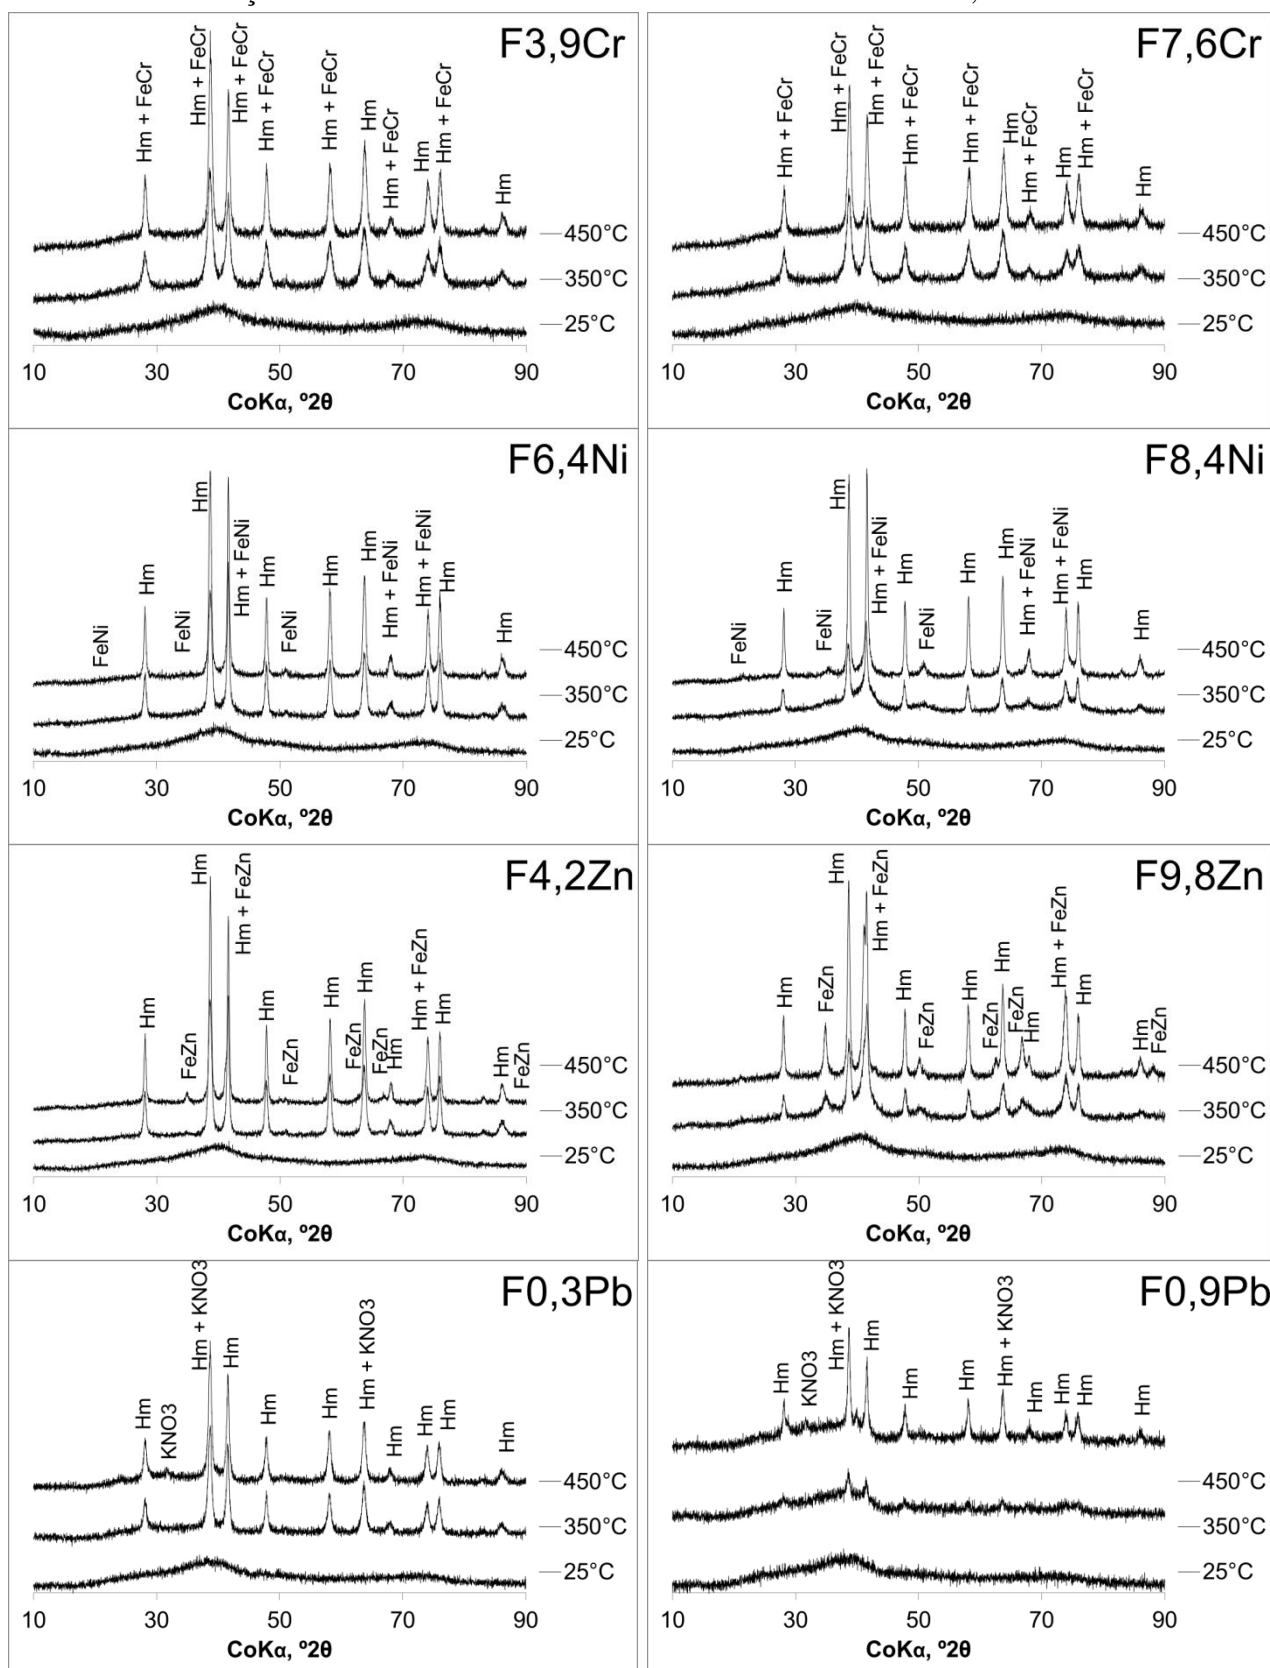 F3,9Cr
Hm + FeCr
Hm + FeCr
Hm + FeCr
Hm + FeCr
Hm + FeCr
Hm
Hm + FeCr
Hm
Hm + FeCr
Hm
450°C
350°C
25°C
10 30 50 70 90
CoKα, º2θ
F7,6Cr
Hm + FeCr
Hm + FeCr
Hm + FeCr
Hm + FeCr
Hm + FeCr
Hm
Hm + FeCr
Hm
Hm + FeCr
Hm
450°C
350°C
25°C
10 30 50 70 90
CoKα, º2θ
F6,4Ni
FeNi
Hm
FeNi
Hm
Hm + FeNi
Hm
FeNi
Hm
Hm
Hm + FeNi
Hm + FeNi
Hm
Hm
450°C
350°C
25°C
10 30 50 70 90
CoKα, º2θ
F8,4Ni
FeNi
Hm
FeNi
Hm
Hm + FeNi
Hm
FeNi
Hm
Hm
Hm + FeNi
Hm + FeNi
Hm
Hm
450°C
350°C
25°C
10 30 50 70 90
CoKα, º2θ
F4,2Zn
Hm
FeZn
Hm
Hm + FeZn
Hm
FeZn
Hm
FeZn
Hm
FeZn
Hm
Hm + FeZn
Hm
Hm
FeZn
450°C
350°C
25°C
10 30 50 70 90
CoKα, º2θ
F9,8Zn
Hm
FeZn
Hm
Hm + FeZn
Hm
FeZn
Hm
FeZn
Hm
FeZn
Hm
Hm + FeZn
Hm
Hm
FeZn
450°C
350°C
25°C
10 30 50 70 90
CoKα, º2θ
F0,3Pb
Hm
KNO3
Hm + KNO3
Hm
Hm
Hm
Hm + KNO3
Hm
Hm
Hm
Hm
450°C
350°C
25°C
10 30 50 70 90
CoKα, º2θ
F0,9Pb
Hm
KNO3
Hm + KNO3
Hm
Hm
Hm
Hm + KNO3
Hm
Hm
Hm
Hm
450°C
350°C
25°C
10 30 50 70 90
CoKα, º2θ